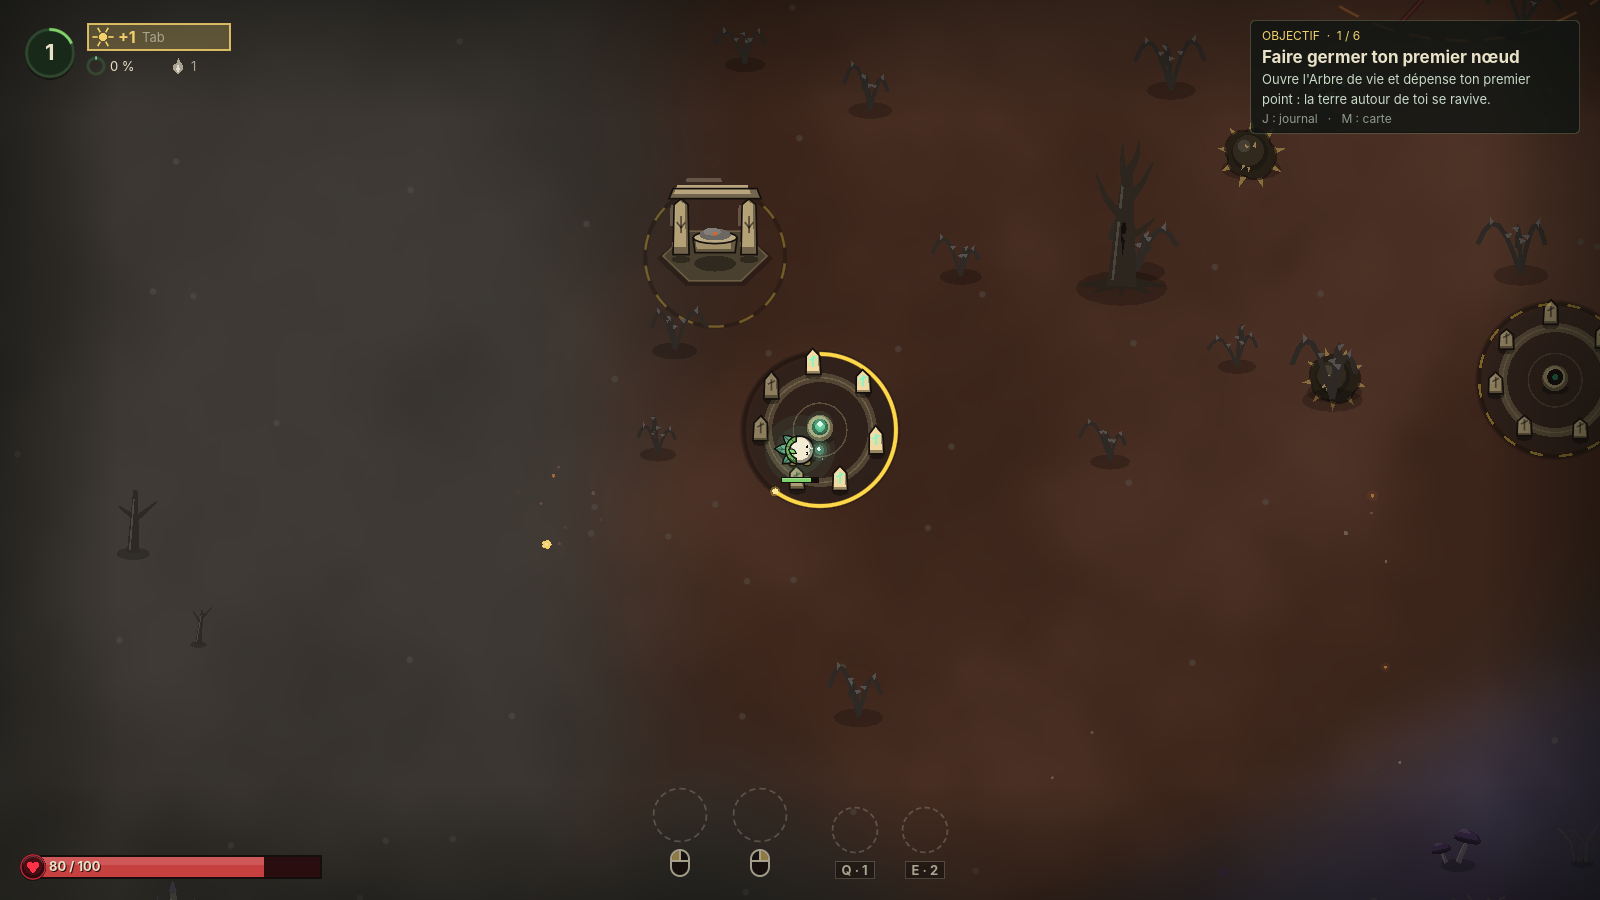 1
+1 Tab
0 %
1
OBJECTIF · 1 / 6
Faire germer ton premier nœud
Ouvre l'Arbre de vie et dépense ton premier
point : la terre autour de toi se ravive.
J : journal · M : carte
80 / 100
Q · 1
E · 2